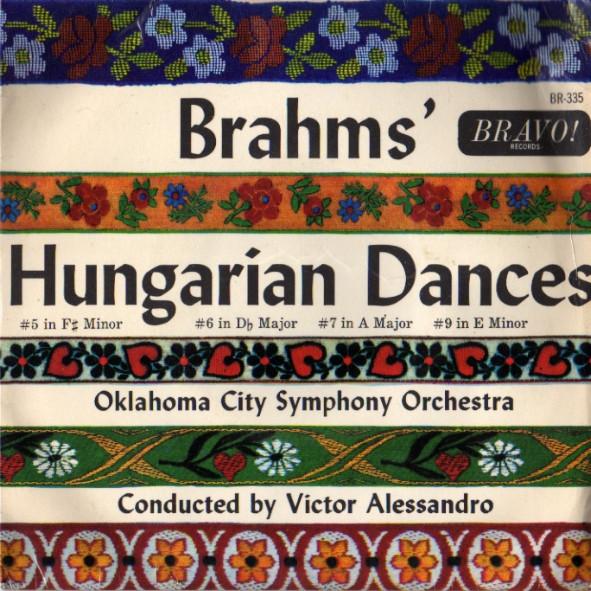 BR-335
Brahms'
BRAVO!
RECORDS
Hungarian Dances
#5 in F♯ Minor #6 in D♭ Major #7 in A Major #9 in E Minor
Oklahoma City Symphony Orchestra
Conducted by Victor Alessandro